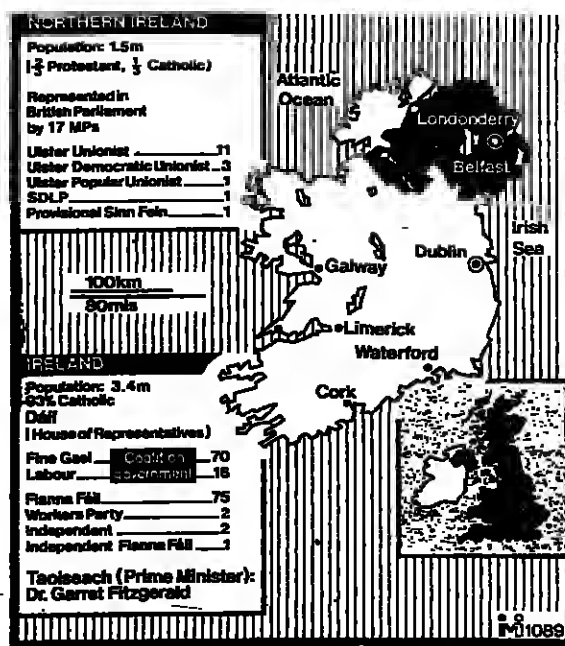 NORTHERN IRELAND
Population: 1.5m
(⅔ Protestant, ⅓ Catholic)
Represented in
British Parliament
by 17 MPs
Ulster Unionist 11
Ulster Democratic Unionist 3
Ulster Popular Unionist 1
SDLP 1
Provisional Sinn Fein 1
100km
IRELAND
Population: 3.4m
93% Catholic
Dáil
(House of Representatives)
Fine Gael Coalition 70
Labour government 16
Fianna Fáil 75
Workers Party 2
Independent 2
Independent Fianna Fáil 1
Taoiseach (Prime Minister):
Dr. Garret Fitzgerald
Atlantic
Ocean
Londonderry
Belfast
Irish
Sea
Dublin
Galway
Limerick
Waterford
Cork
1089